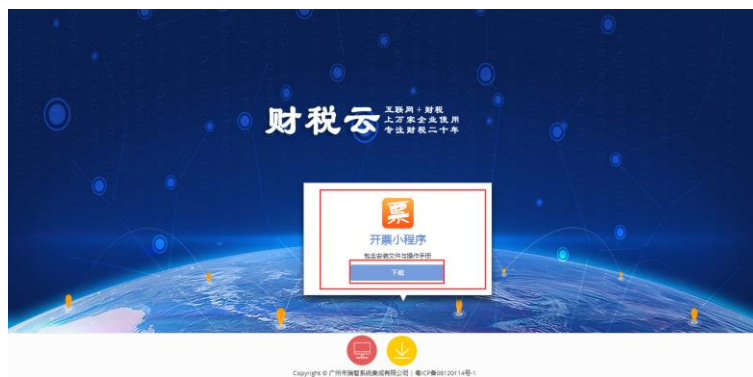 财税云
互联网+财税
上万家企业使用
专注财税二十年
票
开票小程序
包含安装文件与操作手册
下载
Copyright © 广州市瑞智系统集成有限公司 | 粤ICP备08120114号-1